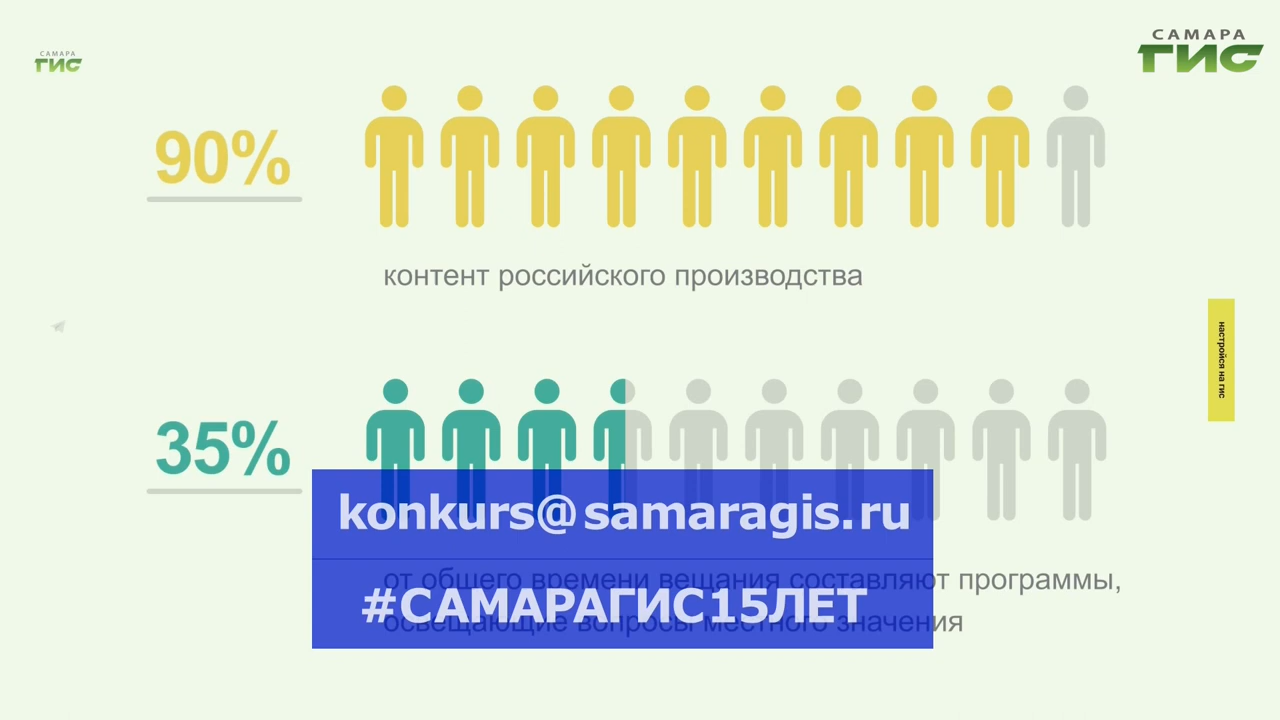 САМАРА
ГИС
САМАРА
ГИС
90%
контент российского производства
настройся на гис
35%
konkurs@samaragis.ru
от общего времени вещания составляют программы,
#САМАРАГИС15ЛЕТ
освещающие вопросы местного значения